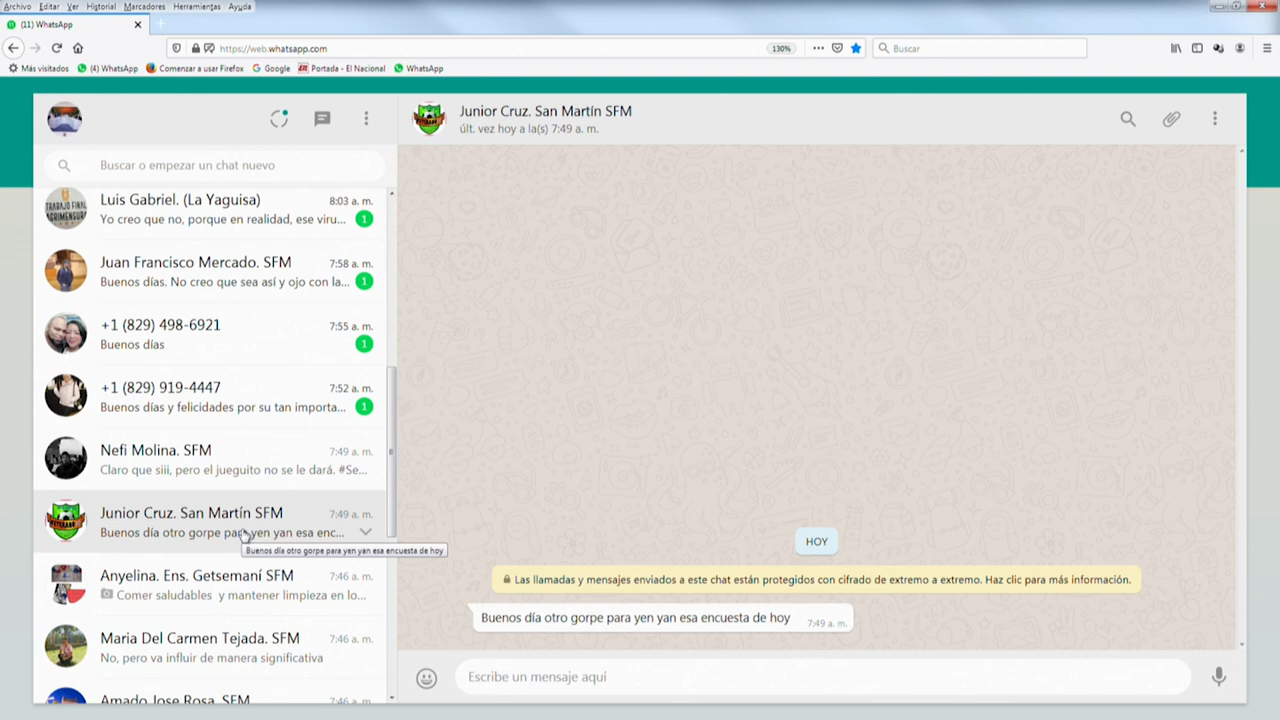 Archivo Editar Ver Historial Marcadores Herramientas Ayuda
(11) WhatsApp
https://web.whatsapp.com
130%
Buscar
Más visitados (4) WhatsApp Comenzar a usar Firefox Google Portada - El Nacional WhatsApp
Buscar o empezar un chat nuevo
Luis Gabriel. (La Yaguisa) 8:03 a. m.
Yo creo que no, porque en realidad, ese viru... 1
Juan Francisco Mercado. SFM 7:58 a. m.
Buenos días. No creo que sea así y ojo con la... 1
+1 (829) 498-6921 7:55 a. m.
Buenos días 1
+1 (829) 919-4447 7:52 a. m.
Buenos días y felicidades por su tan importa... 1
Nefi Molina. SFM 7:49 a. m.
Claro que siii, pero el jueguito no se le dará. #Se...
Junior Cruz. San Martín SFM 7:49 a. m.
Buenos día otro gorpe para yen yan esa enc...
Buenos día otro gorpe para yen yan esa encuesta de hoy
Anyelina. Ens. Getsemaní SFM 7:46 a. m.
Comer saludables y mantener limpieza en lo...
Maria Del Carmen Tejada. SFM 7:46 a. m.
No, pero va influir de manera significativa
Amado Jose Rosa. SFM 7:46 a. m.
Junior Cruz. San Martín SFM
últ. vez hoy a la(s) 7:49 a. m.
HOY
Las llamadas y mensajes enviados a este chat están protegidos con cifrado de extremo a extremo. Haz clic para más información.
Buenos día otro gorpe para yen yan esa encuesta de hoy 7:49 a. m.
Escribe un mensaje aquí